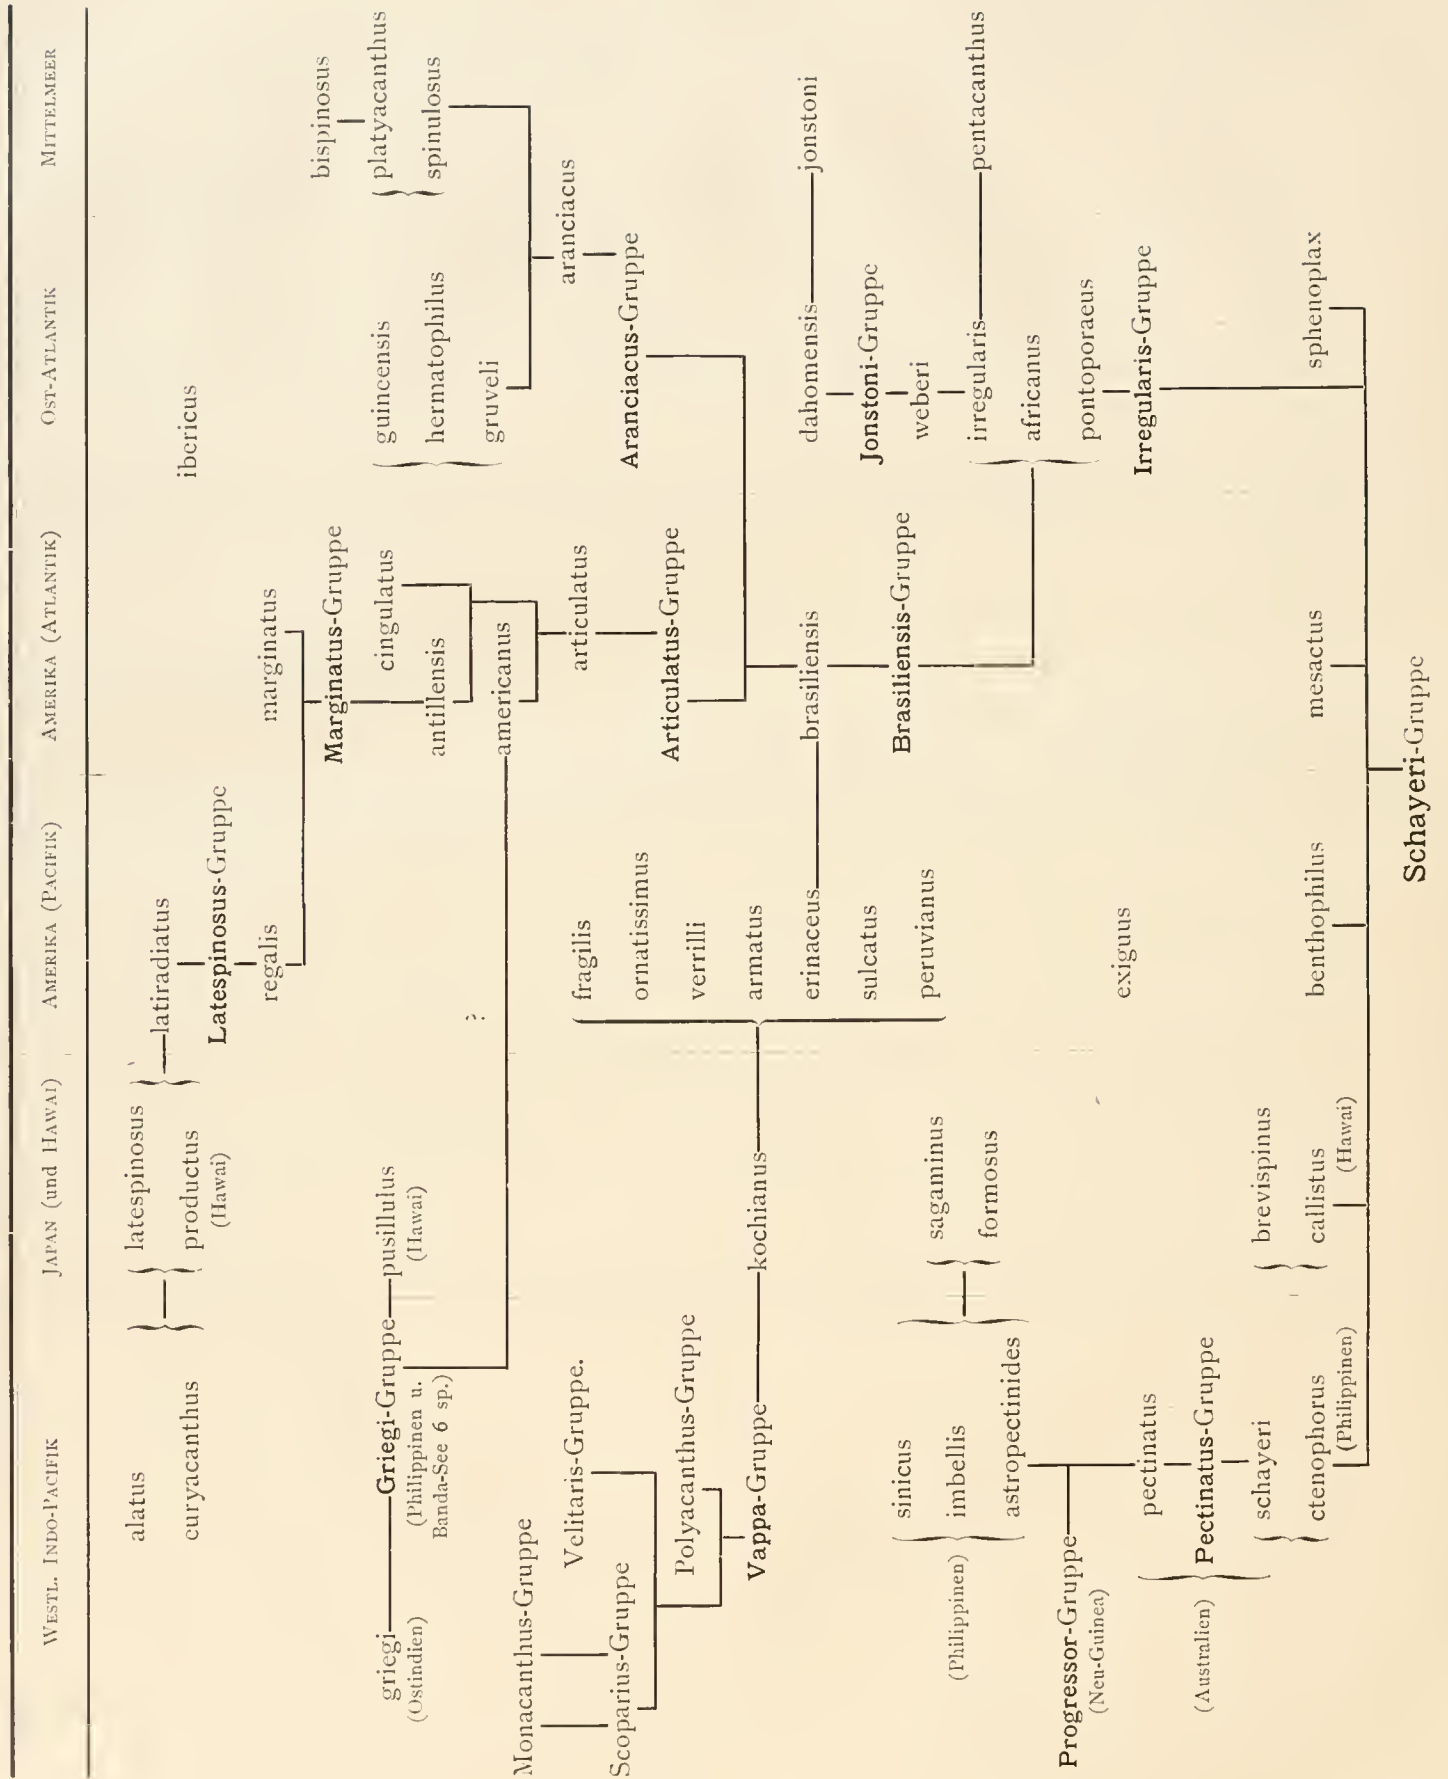 WESTL. INDO-PACIFIK
JAPAN (und HAWAI)
AMERIKA (PACIFIK)
AMERIKA (ATLANTIK)
OST-ATLANTIK
MITTELMEER
alatus
latespinosus
latiradiatus
curyacanthus
productus
(Hawai)
ibericus
Latespinosus-Gruppe
regalis
marginatus
Marginatus-Gruppe
bispinosus
griegi
(Ostindien)
Griegi-Gruppe
(Philippinen u.
Banda-See 6 sp.)
pusillulus
(Hawai)
cingulatus
guincensis
platyacanthus
antillensis
hernatophilus
spinulosus
?
americanus
gruveli
Monacanthus-Gruppe
Velitaris-Gruppe.
fragilis
articulatus
aranciacus
Scoparius-Gruppe
ornatissimus
Aranciacus-Gruppe
Polyacanthus-Gruppe
verrilli
Articulatus-Gruppe
Vappa-Gruppe
kochianus
armatus
erinaceus
brasiliensis
dahomensis
jonstoni
sulcatus
Jonstoni-Gruppe
sinicus
peruvianus
Brasiliensis-Gruppe
weberi
(Philippinen)
imbellis
sagaminus
irregularis
pentacanthus
astropectinides
formosus
africanus
Progressor-Gruppe
(Neu-Guinea)
pontoporaeus
pectinatus
exiguus
Irregularis-Gruppe
(Australien)
Pectinatus-Gruppe
schayeri
brevispinus
ctenophorus
(Philippinen)
callistus
(Hawai)
benthophilus
mesactus
sphenoplax
Schayeri-Gruppe